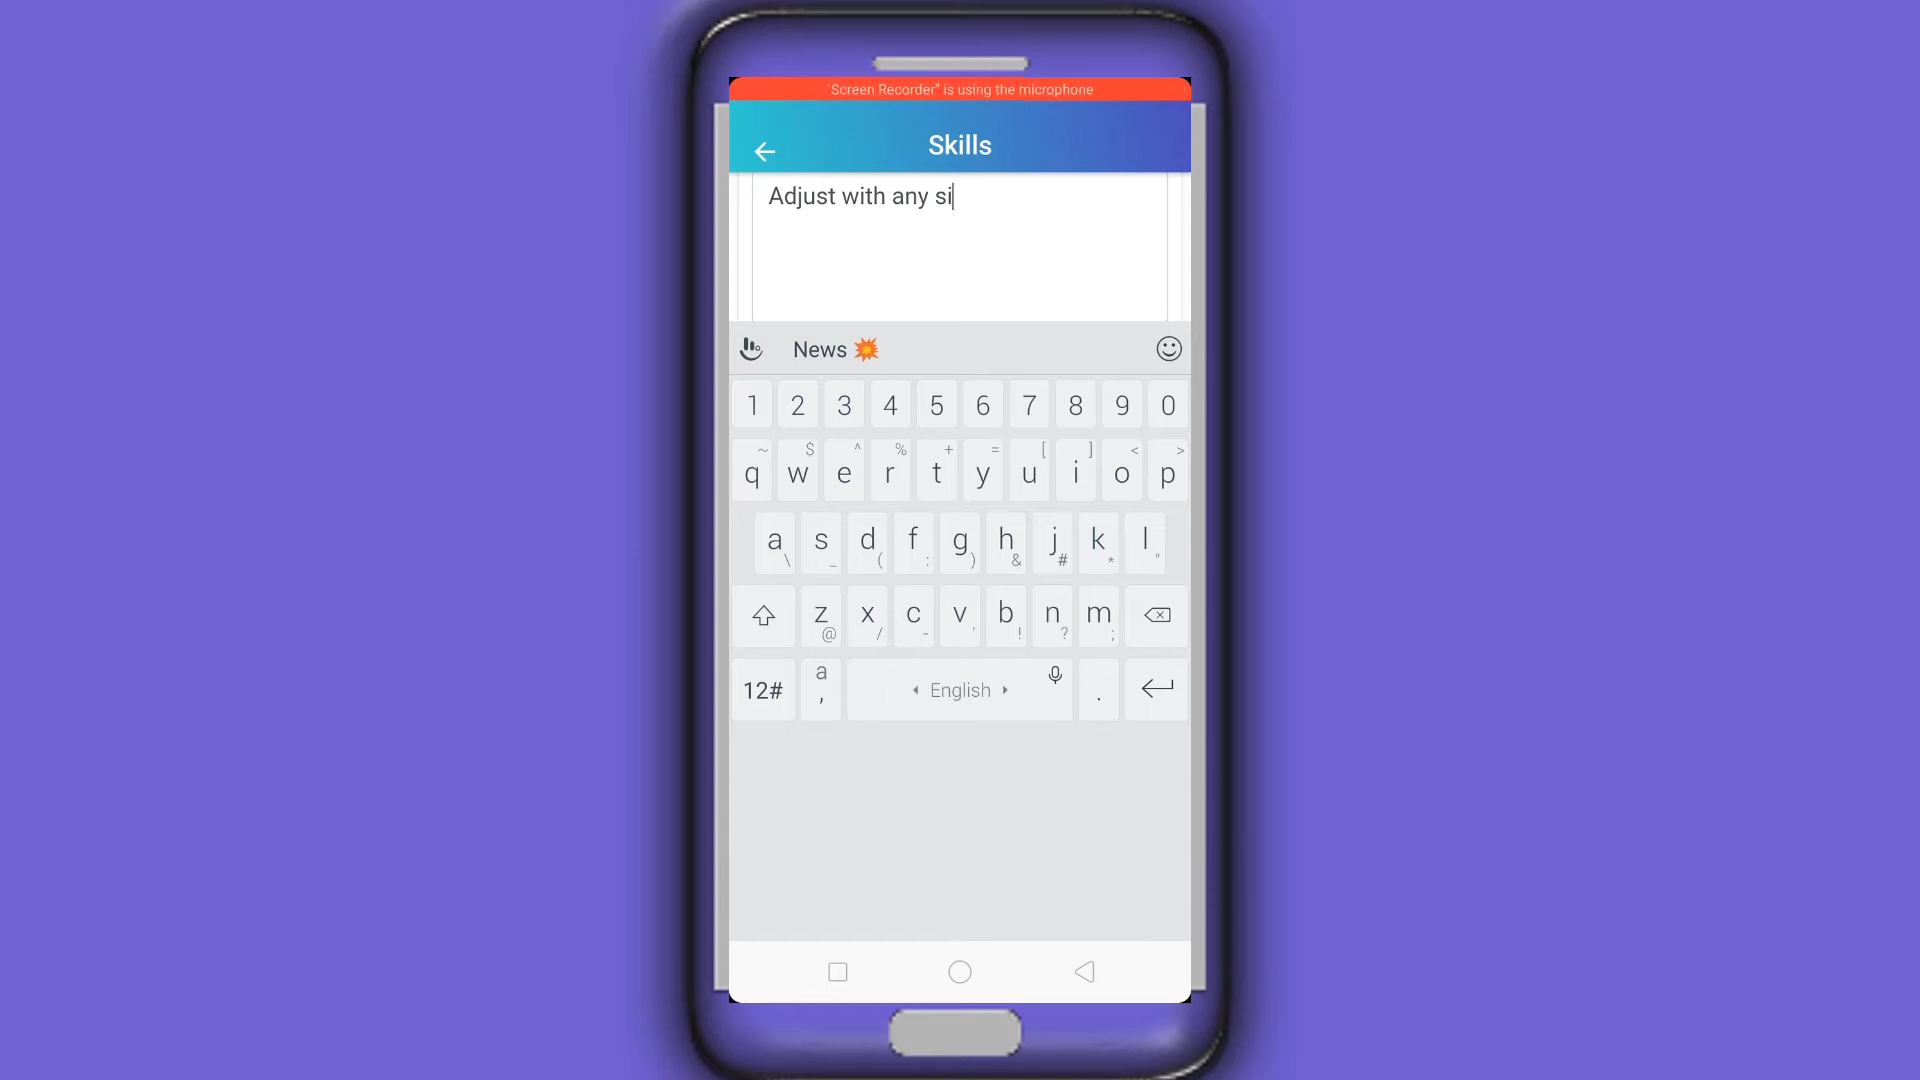 "Screen Recorder" is using the microphone
Skills
Adjust with any si
News 💥
1 2 3 4 5 6 7 8 9 0
~ $ ^ % + = [ ] < >
q w e r t y u i o p
a s d f g h j k l
\ _ ( : ) & # * "
z x c v b n m
@ / - ' ! ? ;
12# a , English .